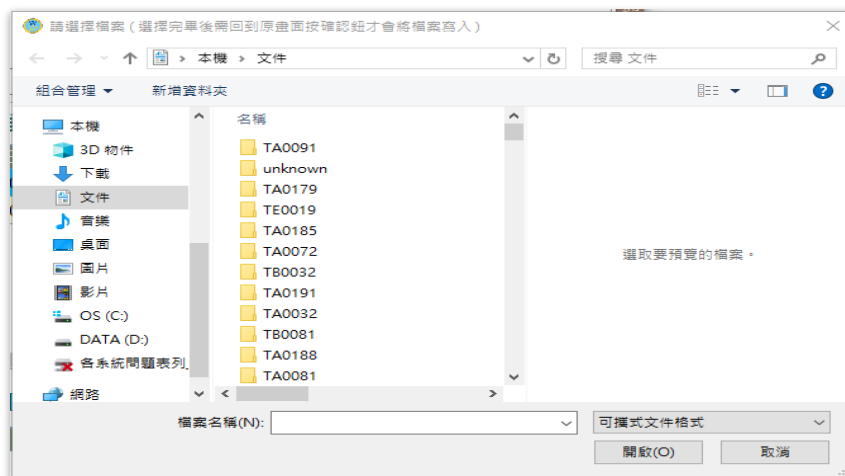 請選擇檔案(選擇完畢後需回到原畫面按確認鈕才會將檔案寫入)
本機 › 文件
搜尋 文件
組合管理 新增資料夾
本機
3D 物件
下載
文件
音樂
桌面
圖片
影片
OS (C:)
DATA (D:)
各系統問題表列_
網路
名稱
TA0091
unknown
TA0179
TE0019
TA0185
TA0072
TB0032
TA0191
TA0032
TB0081
TA0188
TA0081
選取要預覽的檔案。
檔案名稱(N):
可攜式文件格式
開啟(O) 取消